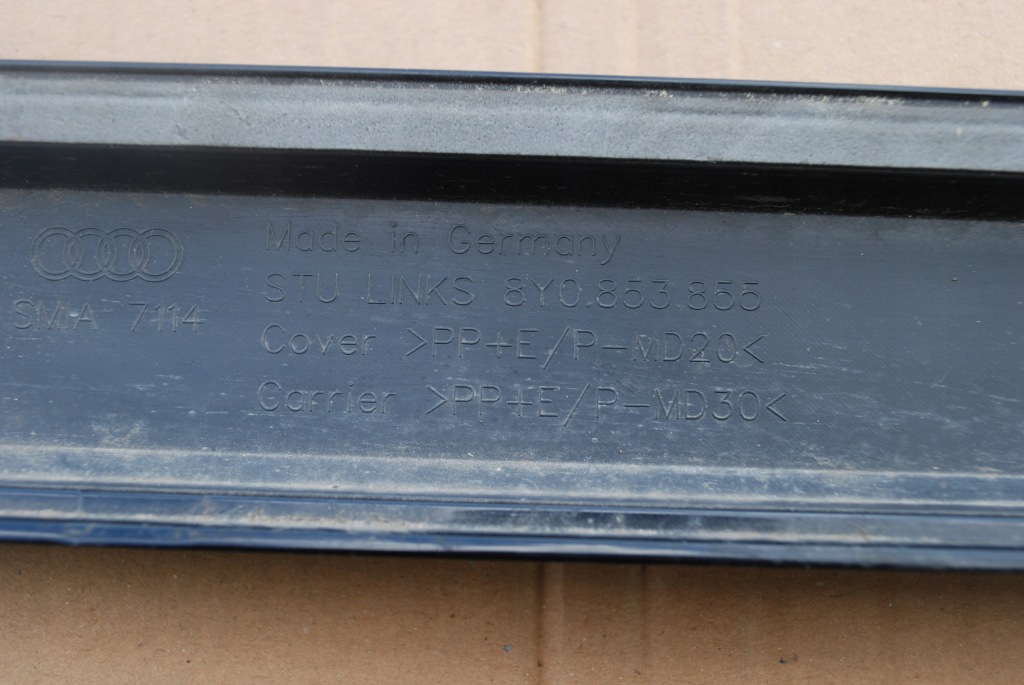 Made in Germany
STU LINKS 8Y0.853.855
SMA 7114
Cover >PP+E/P-MD20<
Carrier >PP+E/P-MD30<